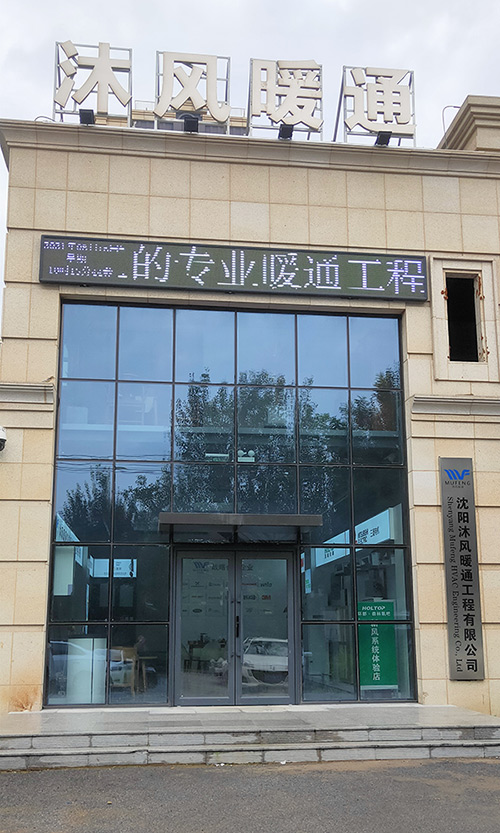 沐风暖通
的专业暖通工程
MUFENG
沈阳沐风暖通工程有限公司
Shenyang Mufeng HVAC Engineering Co., Ltd
HOLTOP
新风系统体验店